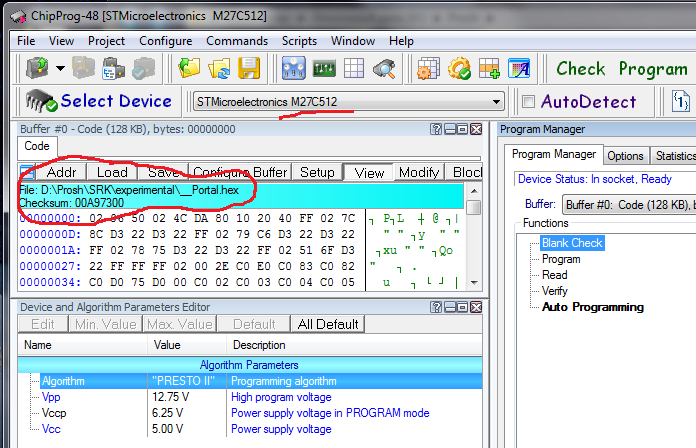 ChipProg-48 [STMicroelectronics M27C512]
File View Project Configure Commands Scripts Window Help
Check Program
Select Device STMicroelectronics M27C512 AutoDetect
Buffer #0 - Code (128 KB), bytes: 00000000
Code
Addr Load Save Configure Buffer Setup View Modify Bloc
File: D:\Prosh\SRK\experimental\__Portal.hex
Checksum: 00A97300
00000000: 02 50 02 4C DA 80 10 20 40 FF 02 7C
0000000D: 8C D3 22 D3 22 FF 02 79 C6 D3 22 D3 22
0000001A: FF 02 78 75 D3 22 D3 22 FF 02 51 6F D3
00000027: 22 FF FF FF 02 00 2E C0 E0 C0 83 C0 82
00000034: C0 D0 75 D0 00 C0 02 C0 03 C0 04 C0 05
Device and Algorithm Parameters Editor
Edit Min. Value Max. Value Default All Default
Name Value Description
Algorithm Parameters
Algorithm "PRESTO II" Programming algorithm
Vpp 12.75 V High program voltage
Vccp 6.25 V Power supply voltage in PROGRAM mode
Vcc 5.00 V Power supply voltage
Program Manager
Program Manager Options Statistics
Device Status: In socket, Ready
Buffer: Buffer #0: Code (128 KB), b
Functions
Blank Check
Program
Read
Verify
Auto Programming